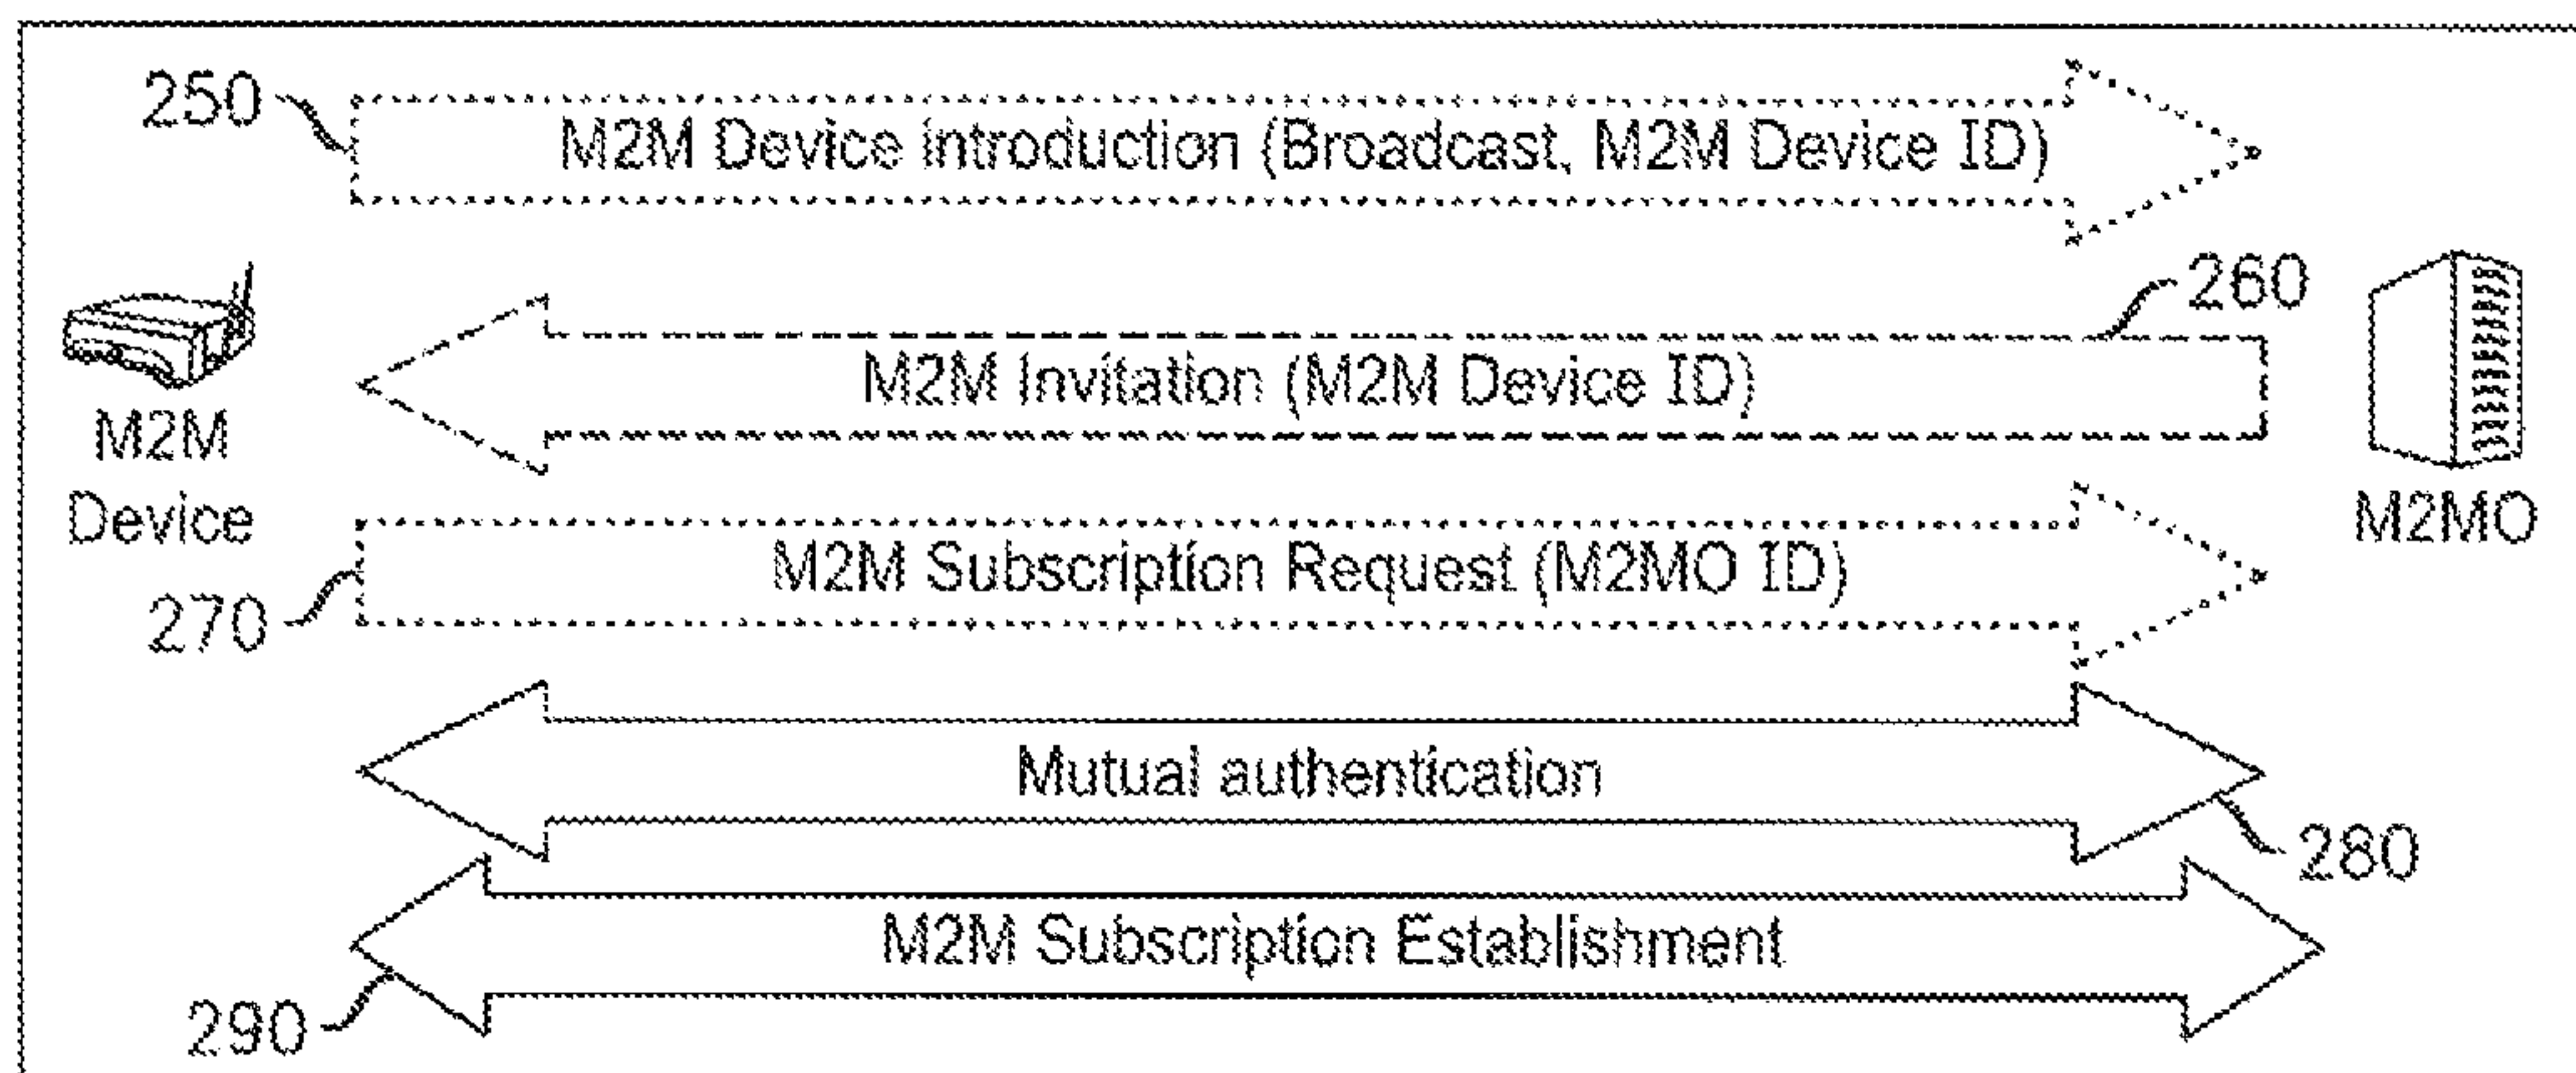 250
M2M Device introduction (Broadcast, M2M Device ID)
260
M2M Invitation (M2M Device ID)
M2M
Device
M2MO
M2M Subscription Request (M2MO ID)
270
Mutual authentication
280
M2M Subscription Establishment
290